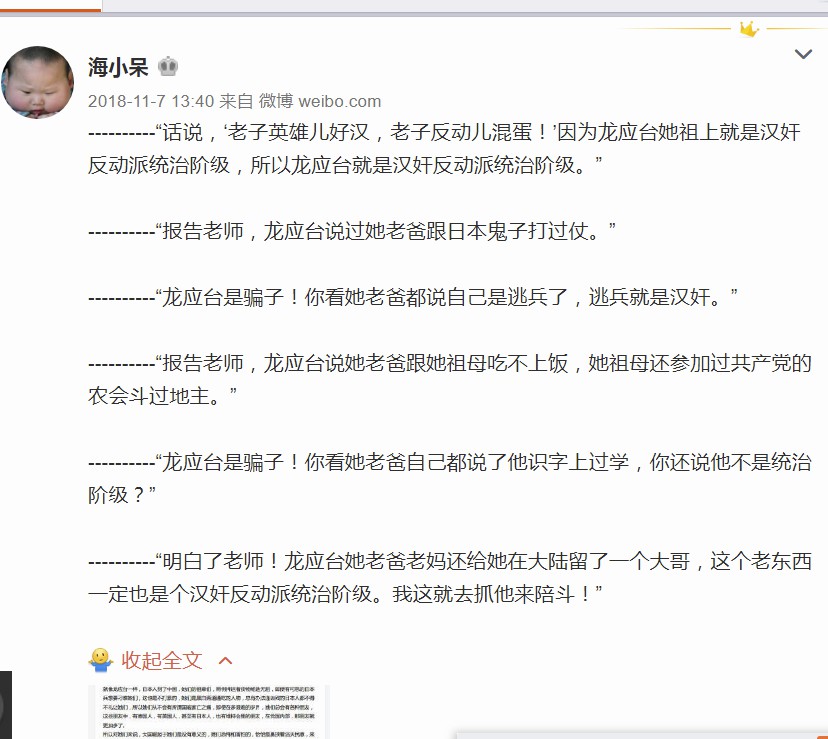 海小呆
2018-11-7 13:40 来自 微博 weibo.com
----------“话说，‘老子英雄儿好汉，老子反动儿混蛋！’因为龙应台她祖上就是汉奸
反动派统治阶级，所以龙应台就是汉奸反动派统治阶级。”
----------“报告老师，龙应台说过她老爸跟日本鬼子打过仗。”
----------“龙应台是骗子！你看她老爸都说自己是逃兵了，逃兵就是汉奸。”
----------“报告老师，龙应台说她老爸跟她祖母吃不上饭，她祖母还参加过共产党的
农会斗过地主。”
----------“龙应台是骗子！你看她老爸自己都说了他识字上过学，你还说他不是统治
阶级？”
----------“明白了老师！龙应台她老爸老妈还给她在大陆留了一个大哥，这个老东西
一定也是个汉奸反动派统治阶级。我这就去抓他来陪斗！”
收起全文